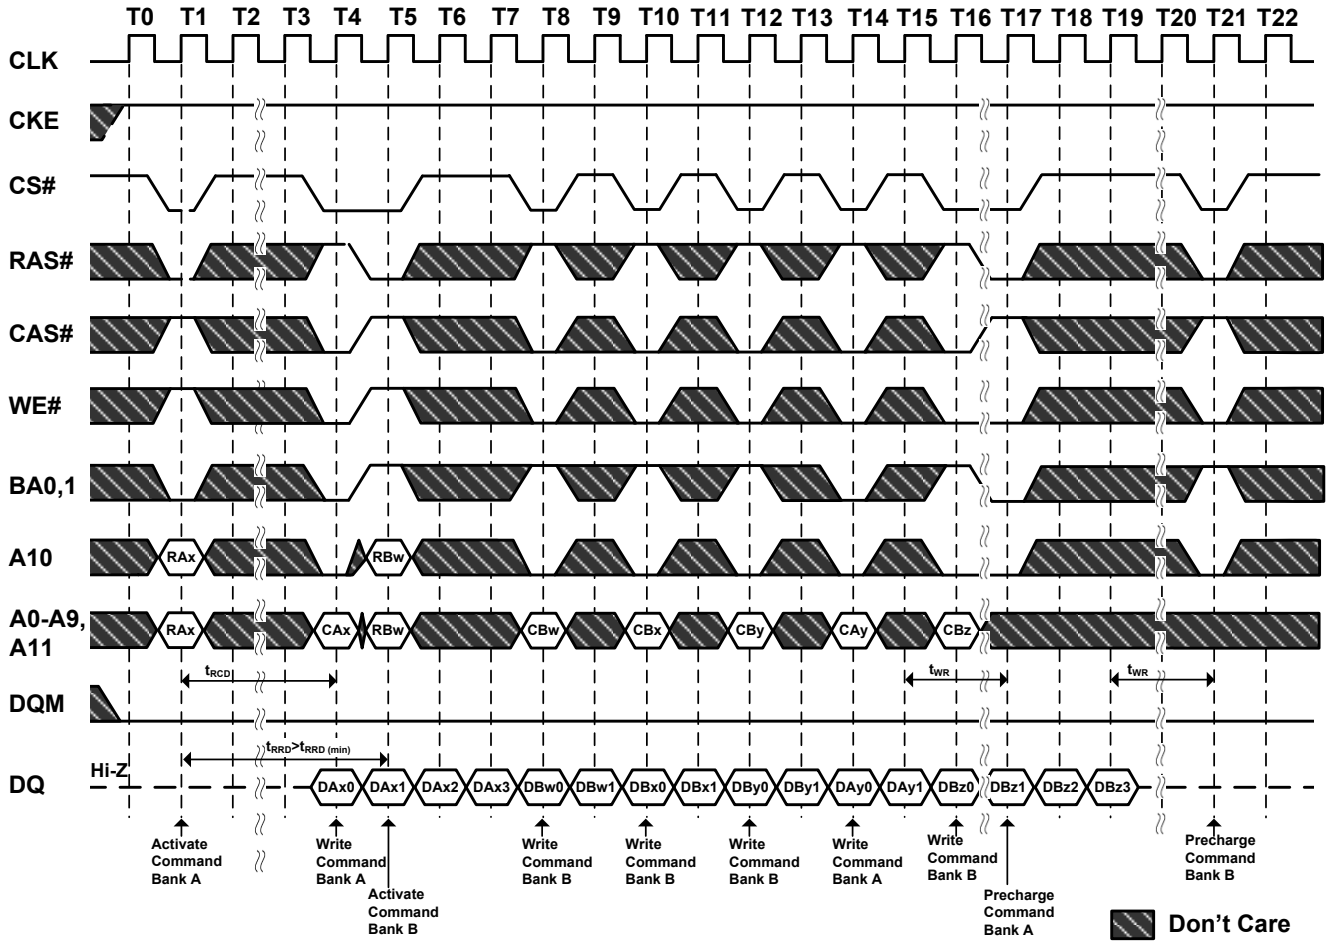 T0 T1 T2 T3 T4 T5 T6 T7 T8 T9 T10 T11 T12 T13 T14 T15 T16 T17 T18 T19 T20 T21 T22
CLK
CKE
CS#
RAS#
CAS#
WE#
BA0,1
A10
RAx RBw
A0-A9,
A11
RAx CAx RBw CBw CBx CBy CAy CBz
tRCD tWR tWR
DQM
tRRD>tRRD (min)
DQ
Hi-Z
DAx0 DAx1 DAx2 DAx3 DBw0 DBw1 DBx0 DBx1 DBy0 DBy1 DAy0 DAy1 DBz0 DBz1 DBz2 DBz3
Activate
Command
Bank A
Write
Command
Bank A
Activate
Command
Bank B
Write
Command
Bank B
Write
Command
Bank B
Write
Command
Bank B
Write
Command
Bank A
Write
Command
Bank B
Precharge
Command
Bank A
Precharge
Command
Bank B
Don't Care